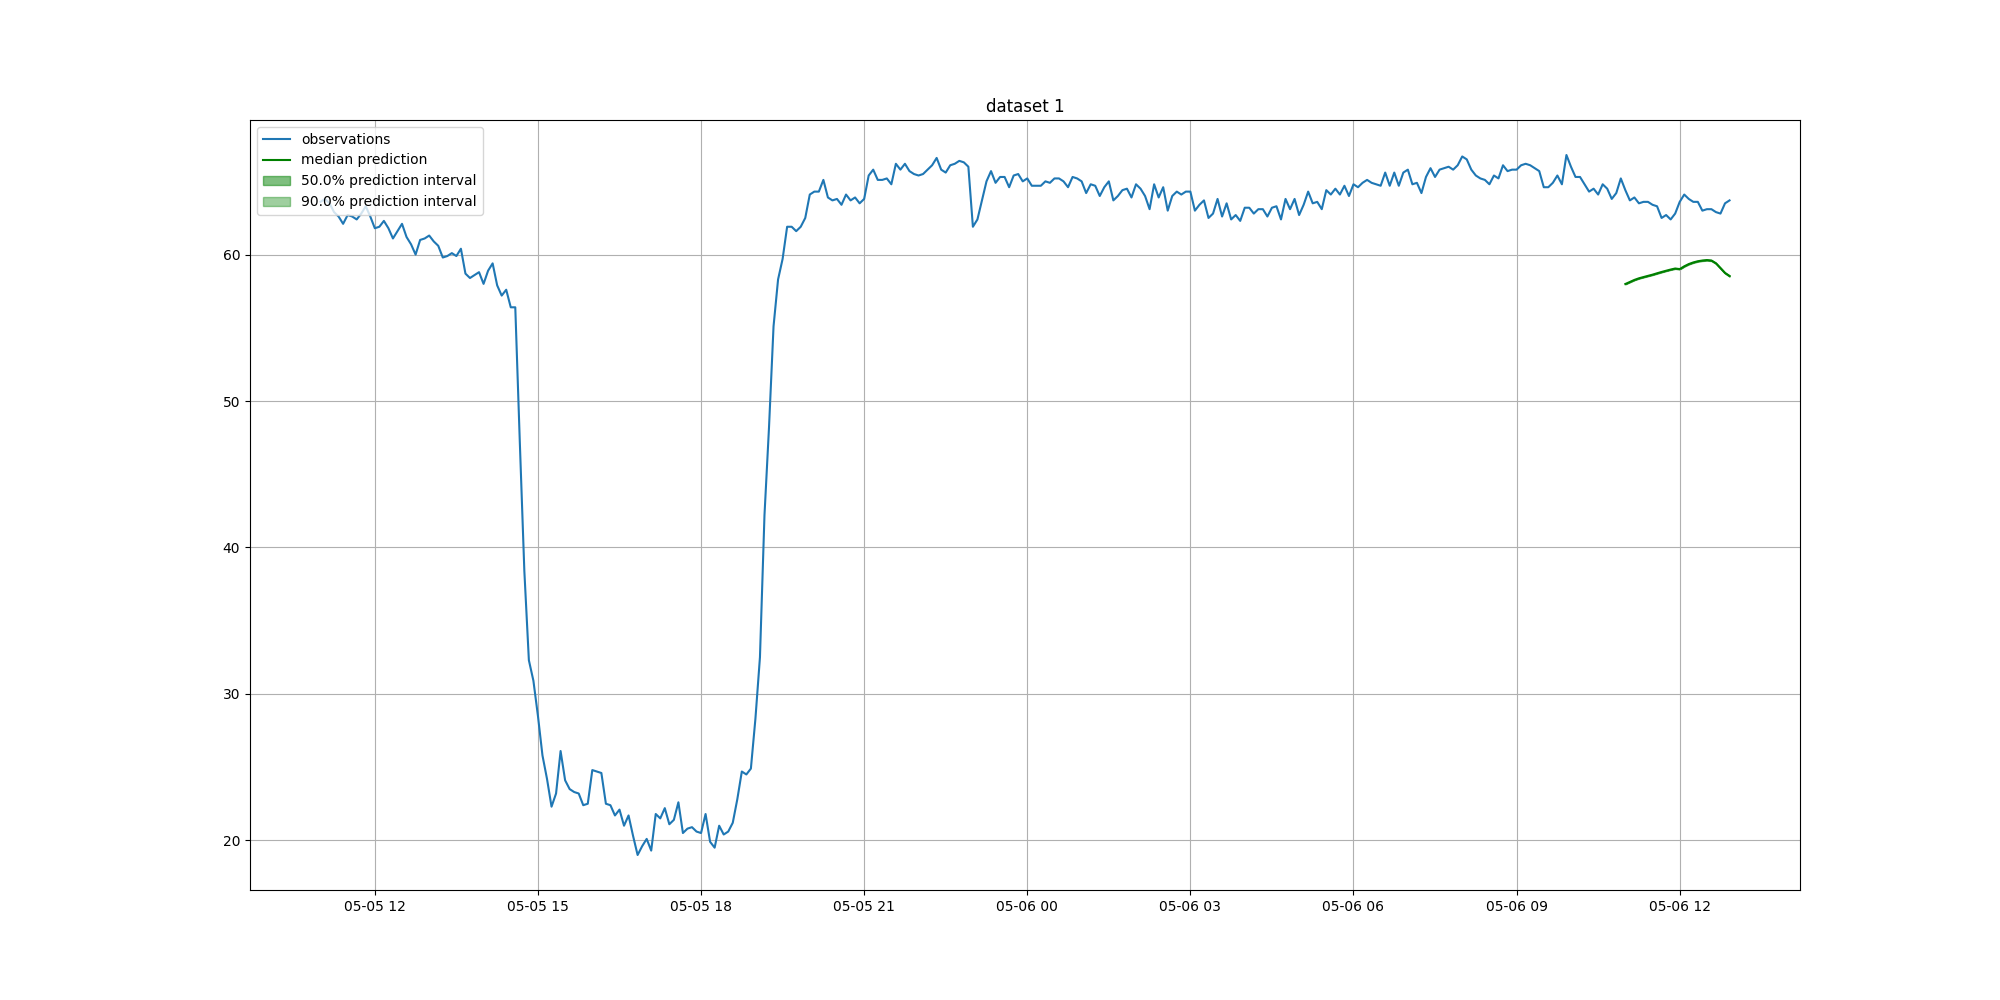 dataset 1
observations
median prediction
50.0% prediction interval
90.0% prediction interval
60
50
40
30
20
05-05 12 05-05 15 05-05 18 05-05 21 05-06 00 05-06 03 05-06 06 05-06 09 05-06 12